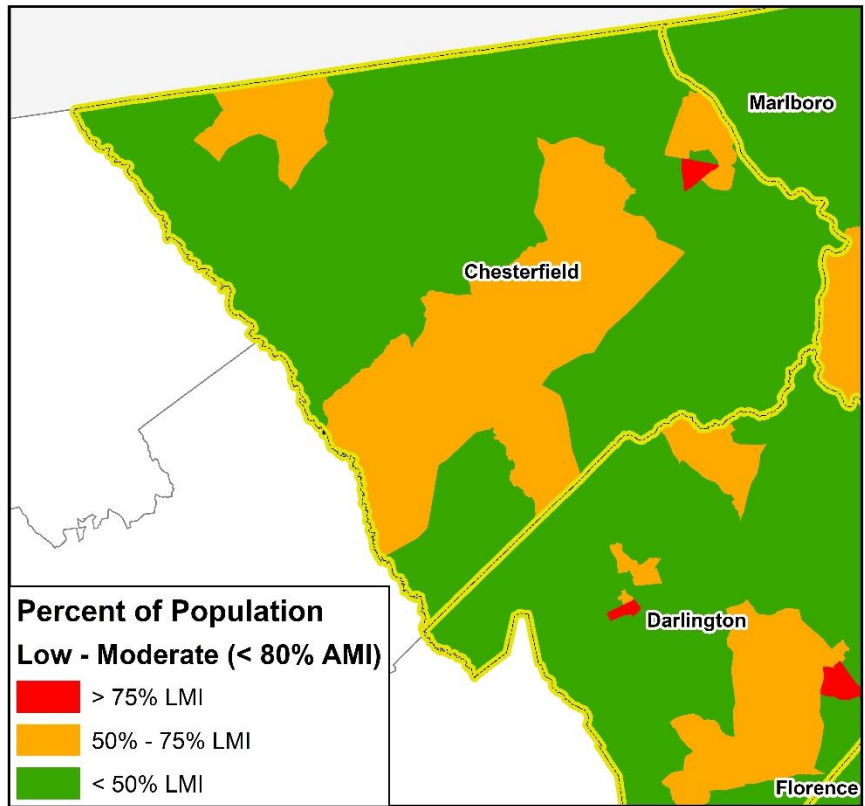 Marlboro
Chesterfield
Darlington
Florence
Percent of Population
Low - Moderate (< 80% AMI)
> 75% LMI
50% - 75% LMI
< 50% LMI